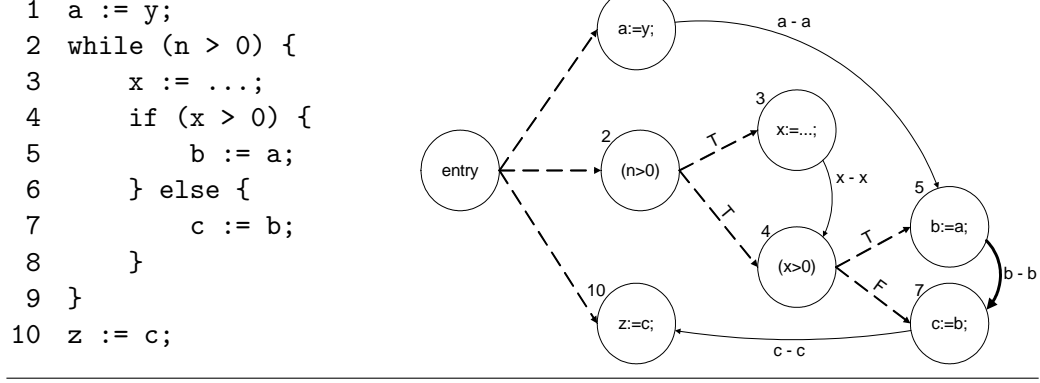 1 a := y;
2 while (n > 0) {
3 x := ...;
4 if (x > 0) {
5 b := a;
6 } else {
7 c := b;
8 }
9 }
10 z := c;
a:=y;
a - a
3
x:=...;
2
T
entry
(n>0)
x - x
5
T
4
T
b:=a;
(x>0)
b - b
F
10
7
z:=c;
c:=b;
c - c